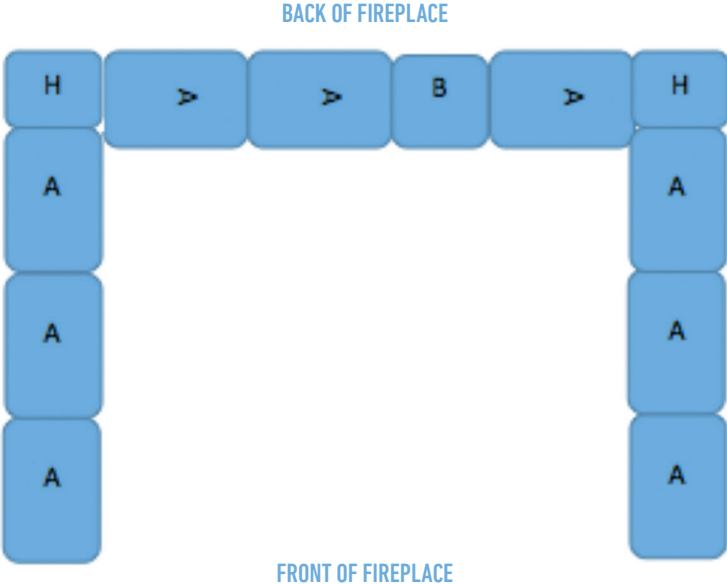 BACK OF FIREPLACE
H A A B A H
A A
A A
A A
FRONT OF FIREPLACE